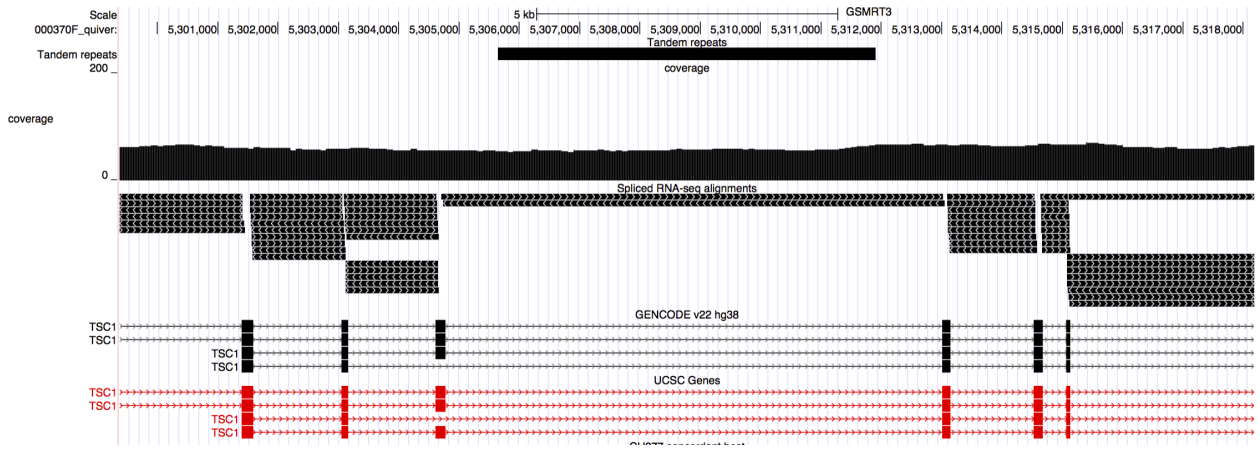 Scale 5 kb GSMRT3
000370F_quiver: 5,301,000 5,302,000 5,303,000 5,304,000 5,305,000 5,306,000 5,307,000 5,308,000 5,309,000 5,310,000 5,311,000 5,312,000 5,313,000 5,314,000 5,315,000 5,316,000 5,317,000 5,318,000
Tandem repeats
Tandem repeats
200 coverage
coverage
0
Spliced RNA-seq alignments
GENCODE v22 hg38
TSC1
TSC1
TSC1
TSC1
UCSC Genes
TSC1
TSC1
TSC1
TSC1